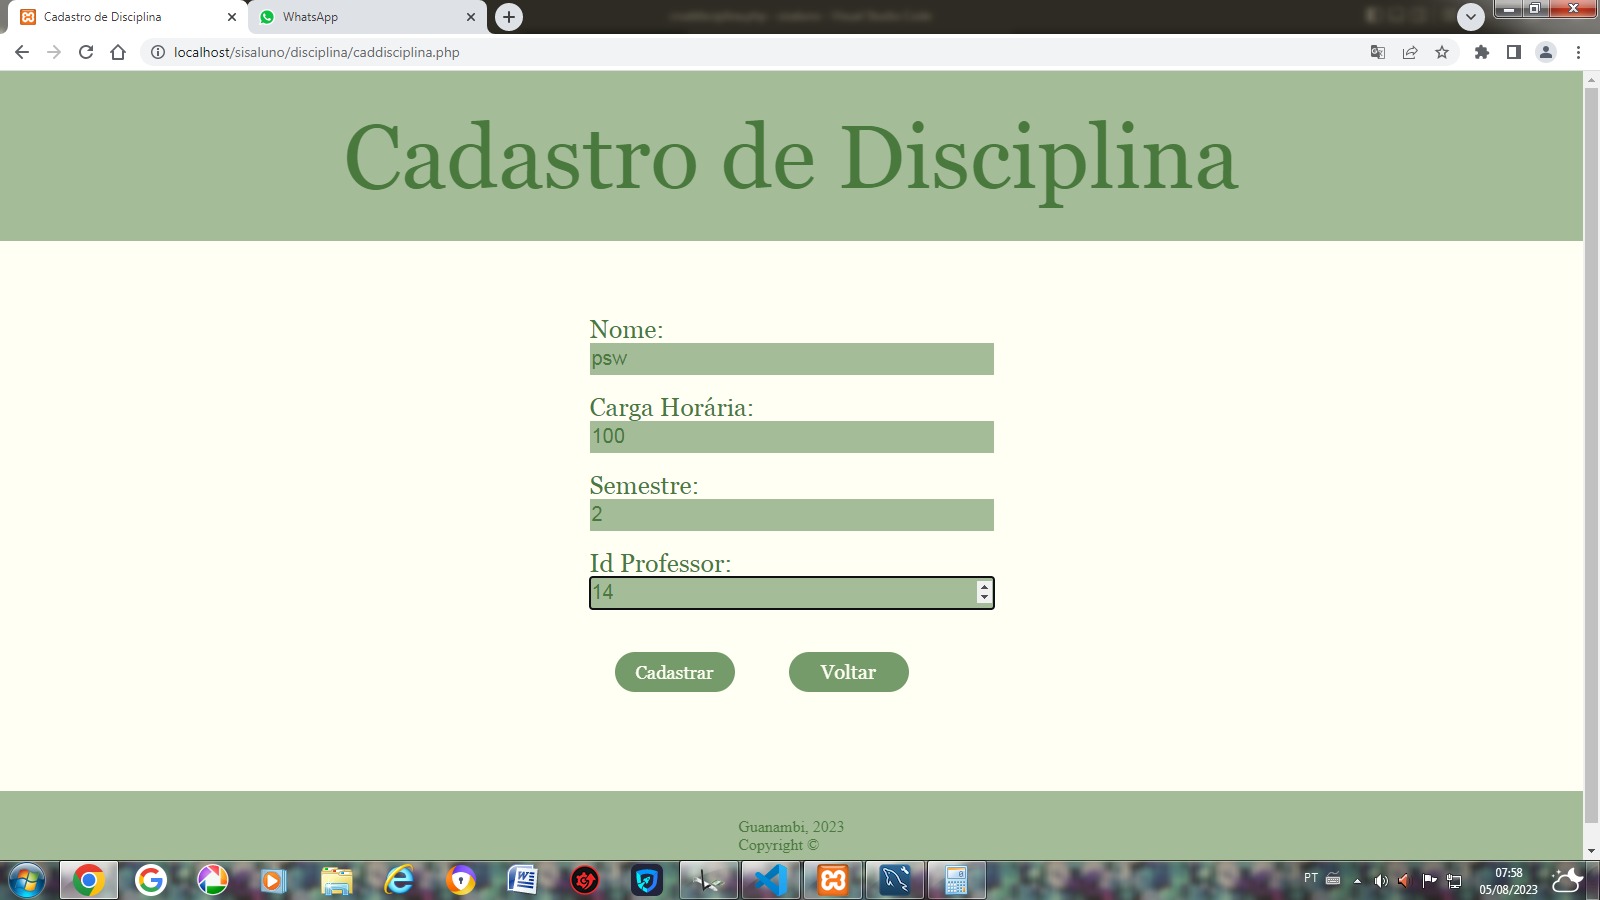 Cadastro de Disciplina
WhatsApp
localhost/sisaluno/disciplina/caddisciplina.php
Cadastro de Disciplina
Nome:
psw
Carga Horária:
100
Semestre:
2
Id Professor:
14
Cadastrar
Voltar
Guanambi, 2023
Copyright ©
PT
07:58
05/08/2023